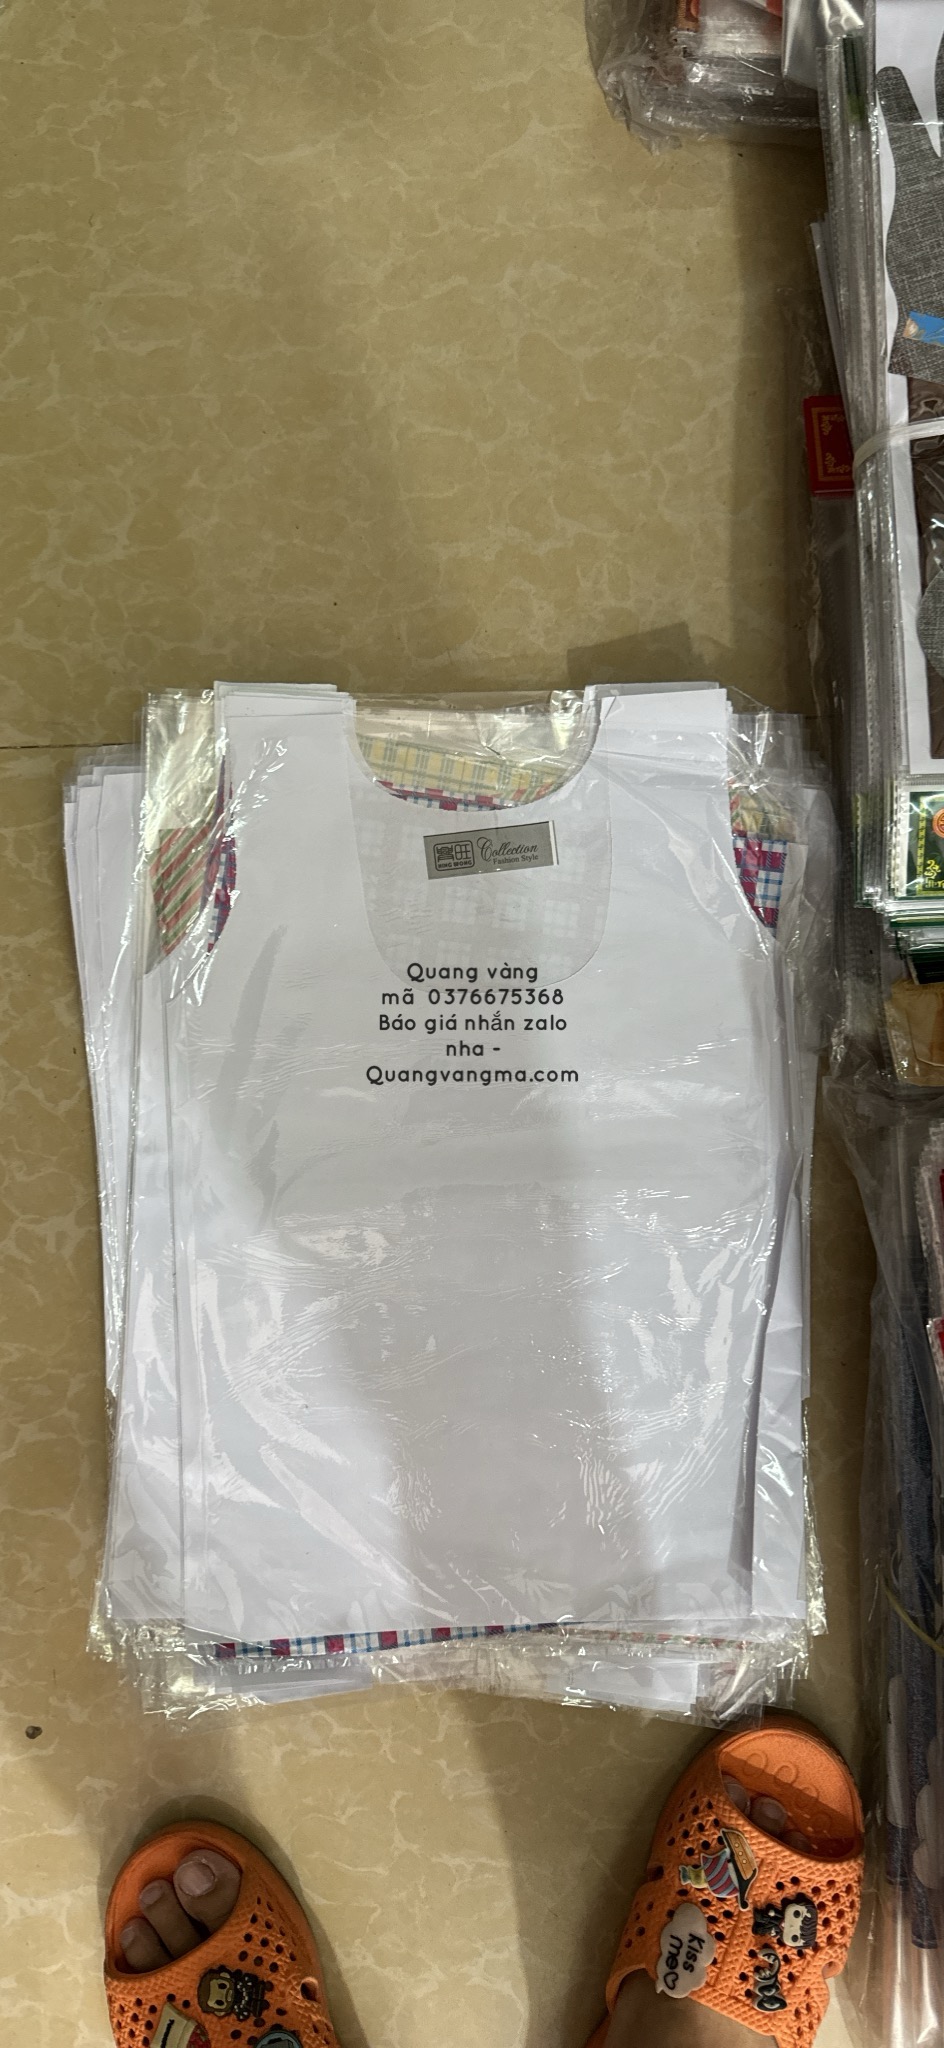 Collection
Fashion Style
Quang vàng
mã 0376675368
Báo giá nhắn zalo
nha -
Quangvangma.com
Kiss
me